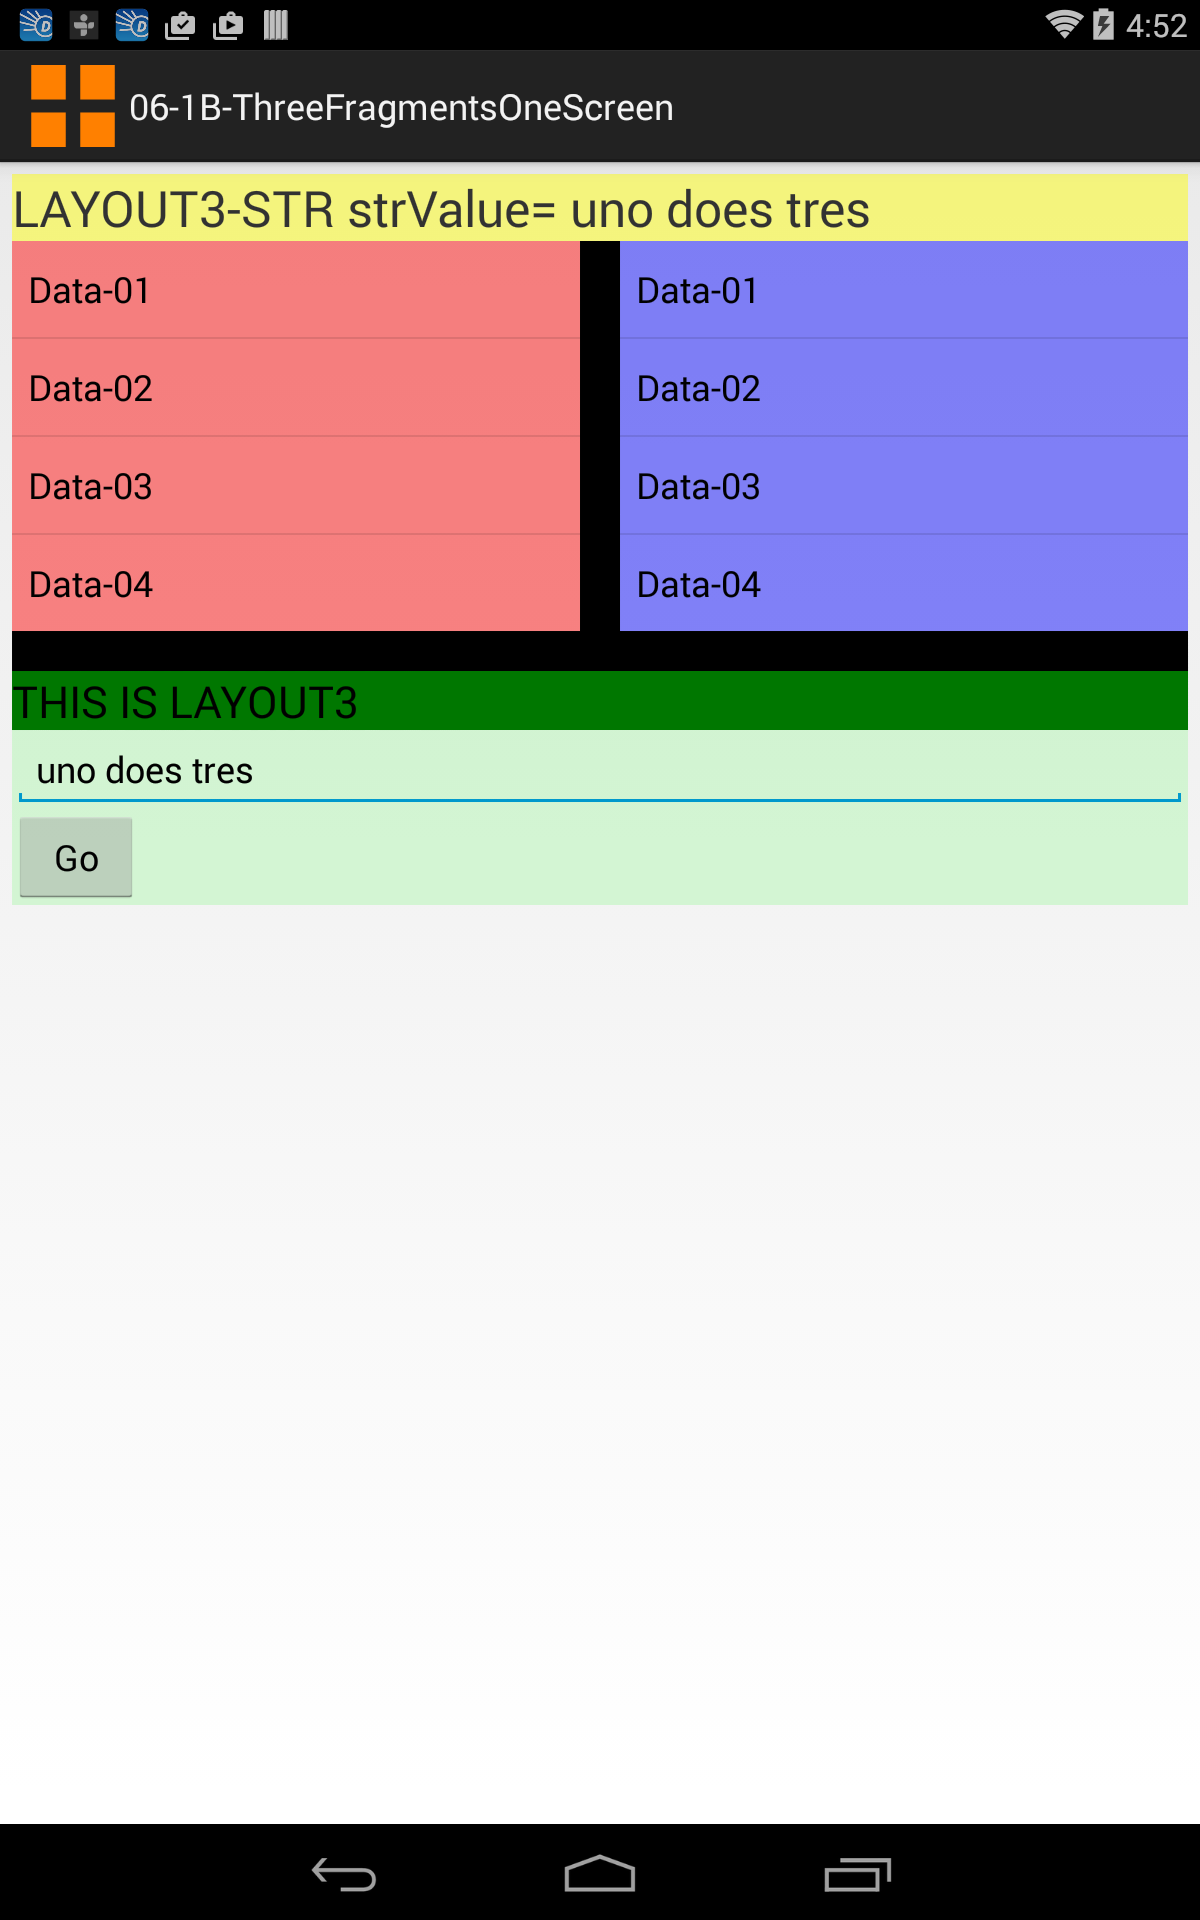 4:52
06-1B-ThreeFragmentsOneScreen
LAYOUT3-STR strValue= uno does tres
Data-01
Data-02
Data-03
Data-04
Data-01
Data-02
Data-03
Data-04
THIS IS LAYOUT3
uno does tres
Go